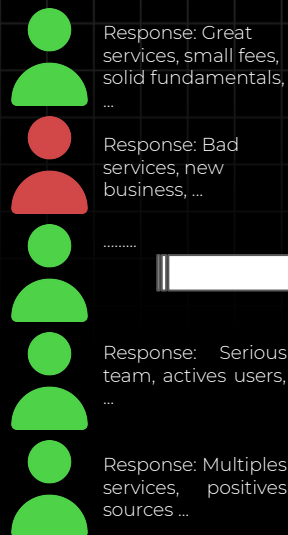 Response: Great
services, small fees,
solid fundamentals,
...
Response: Bad
services, new
business, ...
.........
Response: Serious
team, actives users,
...
Response: Multiples
services, positives
sources ...